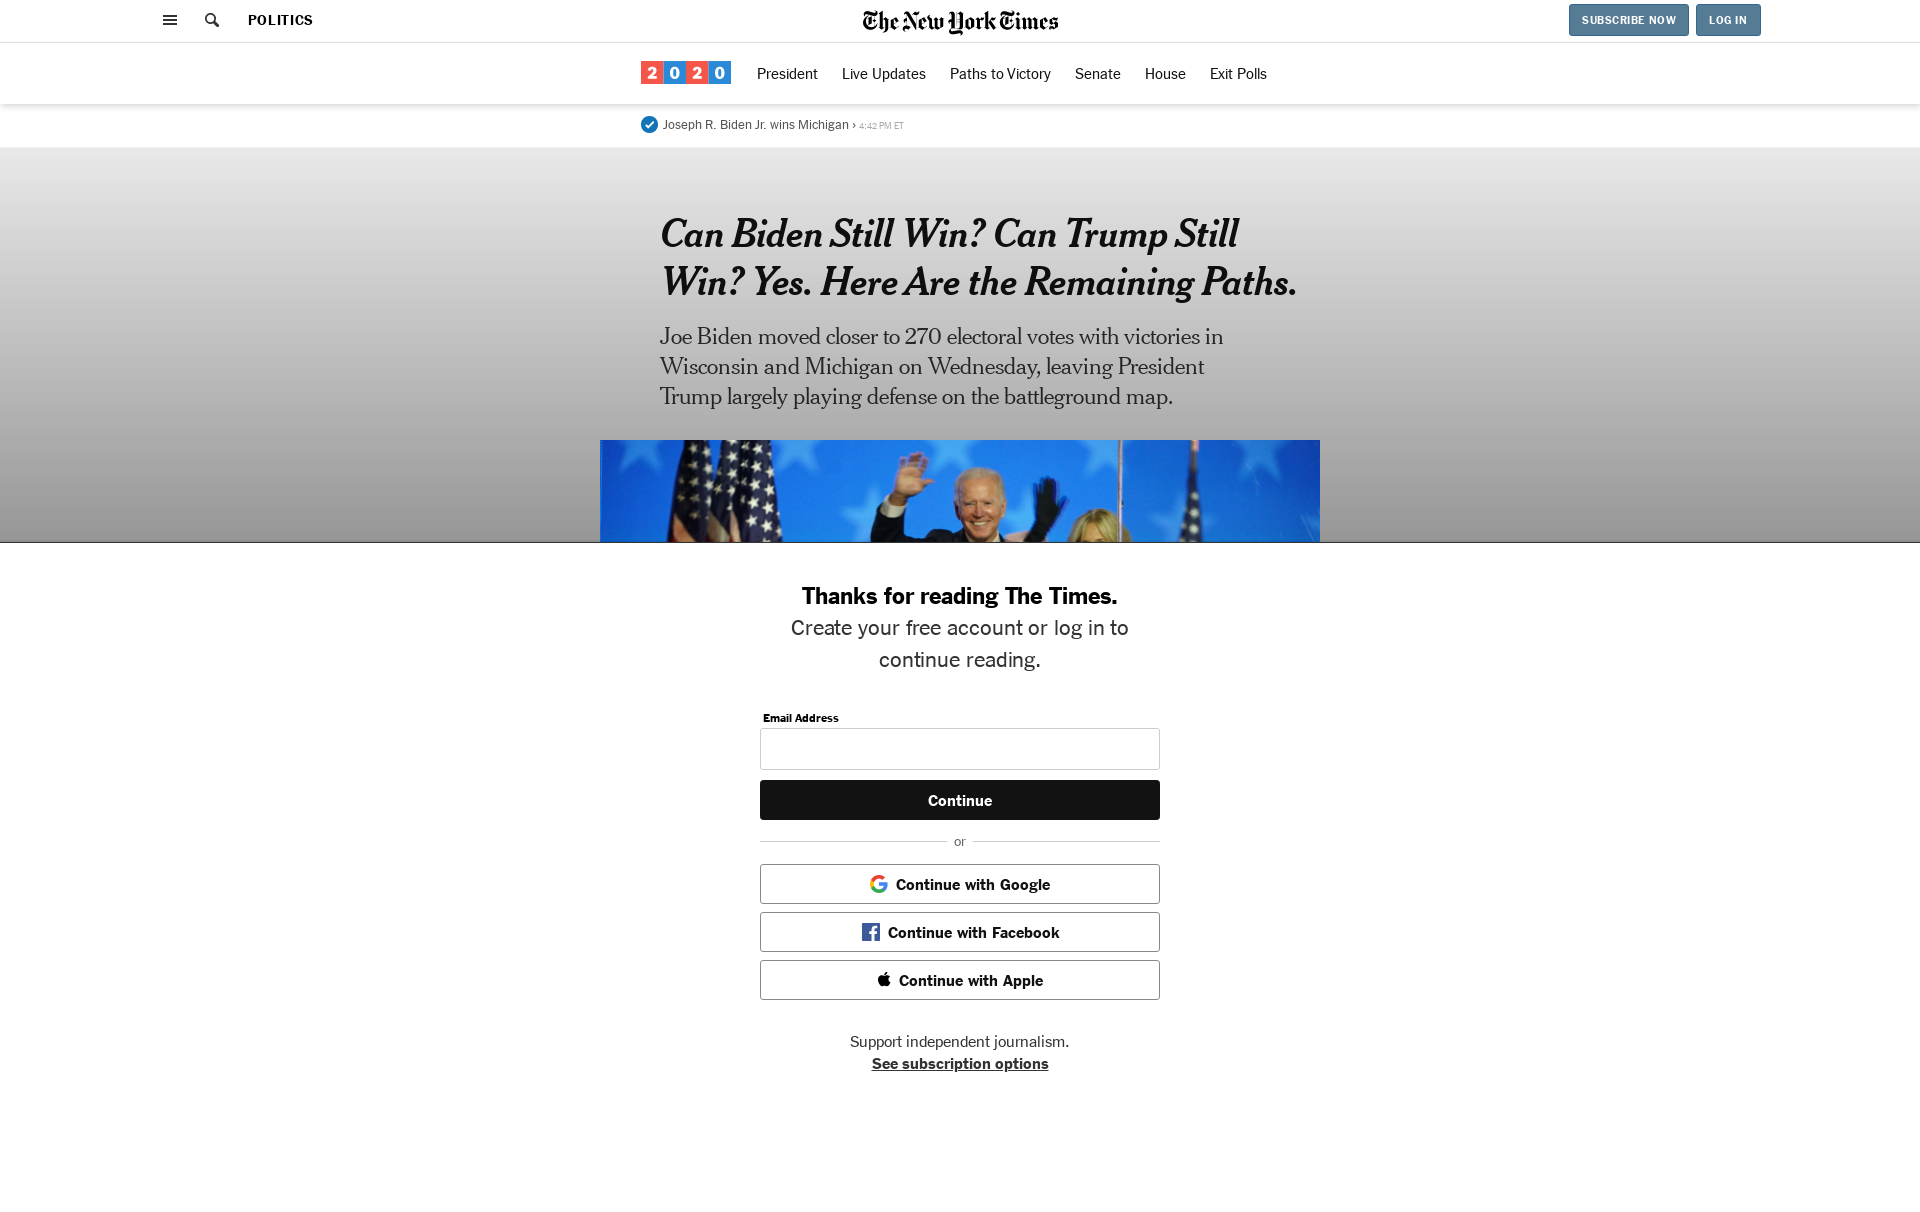 POLITICS
The New York Times
SUBSCRIBE NOW
LOG IN
2020
President
Live Updates
Paths to Victory
Senate
House
Exit Polls
Joseph R. Biden Jr. wins Michigan › 4:42 PM ET
Can Biden Still Win? Can Trump Still
Win? Yes. Here Are the Remaining Paths.
Joe Biden moved closer to 270 electoral votes with victories in
Wisconsin and Michigan on Wednesday, leaving President
Trump largely playing defense on the battleground map.
Thanks for reading The Times.
Create your free account or log in to
continue reading.
Email Address
Continue
or
Continue with Google
Continue with Facebook
Continue with Apple
Support independent journalism.
See subscription options